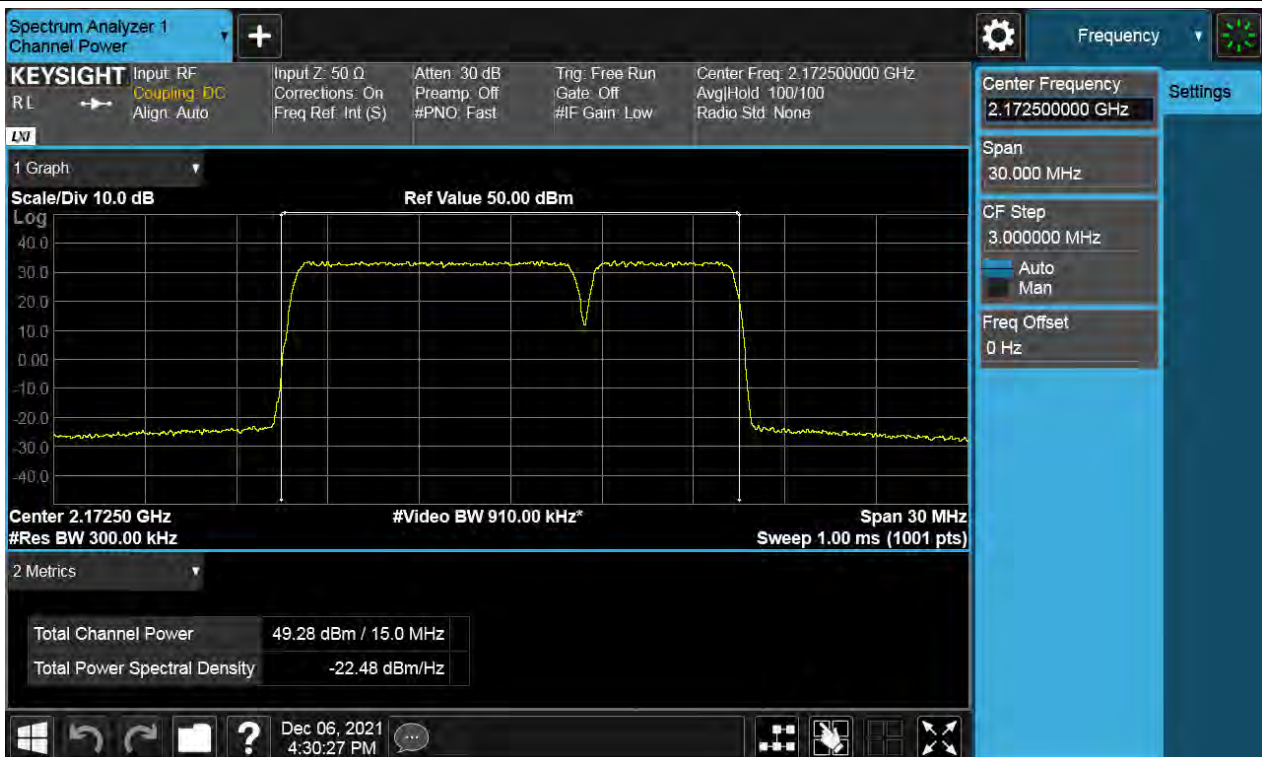 Spectrum Analyzer 1
Channel Power
+
Frequency
KEYSIGHT
RL
LXI
Input: RF
Coupling: DC
Align: Auto
Input Z: 50 Ω
Corrections: On
Freq Ref: Int (S)
Atten: 30 dB
Preamp: Off
#PNO: Fast
Trig: Free Run
Gate: Off
#IF Gain: Low
Center Freq: 2.172500000 GHz
Avg|Hold: 100/100
Radio Std: None
Center Frequency
2.172500000 GHz
Settings
Span
30.000 MHz
CF Step
3.000000 MHz
Auto
Man
Freq Offset
0 Hz
1 Graph
Scale/Div 10.0 dB
Ref Value 50.00 dBm
Log
40.0
30.0
20.0
10.0
0.00
-10.0
-20.0
-30.0
-40.0
Center 2.17250 GHz
#Video BW 910.00 kHz*
Span 30 MHz
#Res BW 300.00 kHz
Sweep 1.00 ms (1001 pts)
2 Metrics
Total Channel Power
49.28 dBm / 15.0 MHz
Total Power Spectral Density
-22.48 dBm/Hz
?
Dec 06, 2021
4:30:27 PM